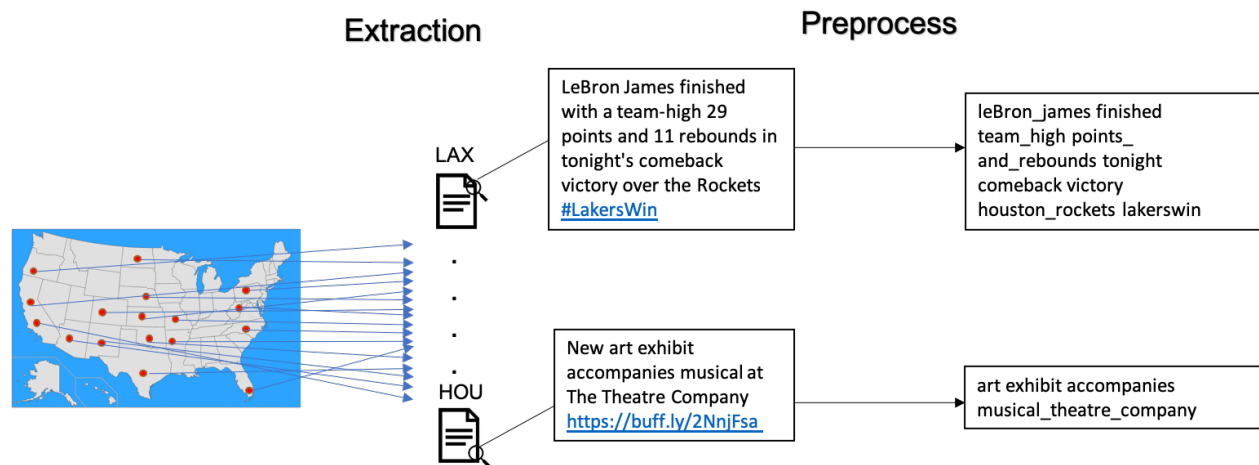 Extraction
Preprocess
LeBron James finished
with a team-high 29
points and 11 rebounds in
tonight's comeback
victory over the Rockets
#LakersWin
leBron_james finished
team_high points_
and_rebounds tonight
comeback victory
houston_rockets lakerswin
LAX
.
.
.
.
HOU
New art exhibit
accompanies musical at
The Theatre Company
https://buff.ly/2NnjFsa
art exhibit accompanies
musical_theatre_company